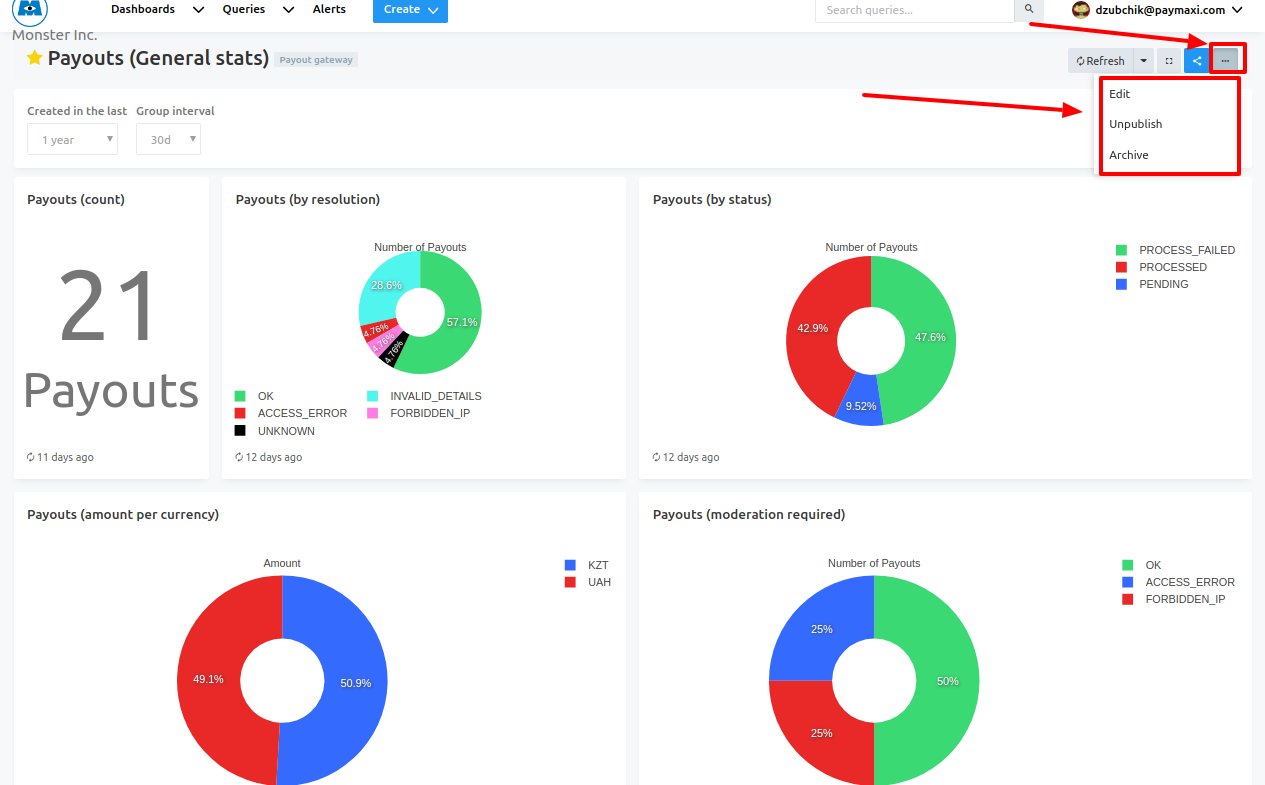 Dashboards Queries Alerts Create Search queries... dzubchik@paymaxi.com
Monster Inc.
Payouts (General stats) Payout gateway
Refresh ...
Edit
Unpublish
Archive
Created in the last Group interval
1 year 30d
Payouts (count)
21
Payouts
11 days ago
Payouts (by resolution)
Number of Payouts
28.6%
57.1%
4.76%
4.76%
4.76%
OK INVALID_DETAILS
ACCESS_ERROR FORBIDDEN_IP
UNKNOWN
12 days ago
Payouts (by status)
Number of Payouts
42.9%
47.6%
9.52%
PROCESS_FAILED
PROCESSED
PENDING
12 days ago
Payouts (amount per currency)
Amount
49.1%
50.9%
KZT
UAH
Payouts (moderation required)
Number of Payouts
25%
50%
25%
OK
ACCESS_ERROR
FORBIDDEN_IP